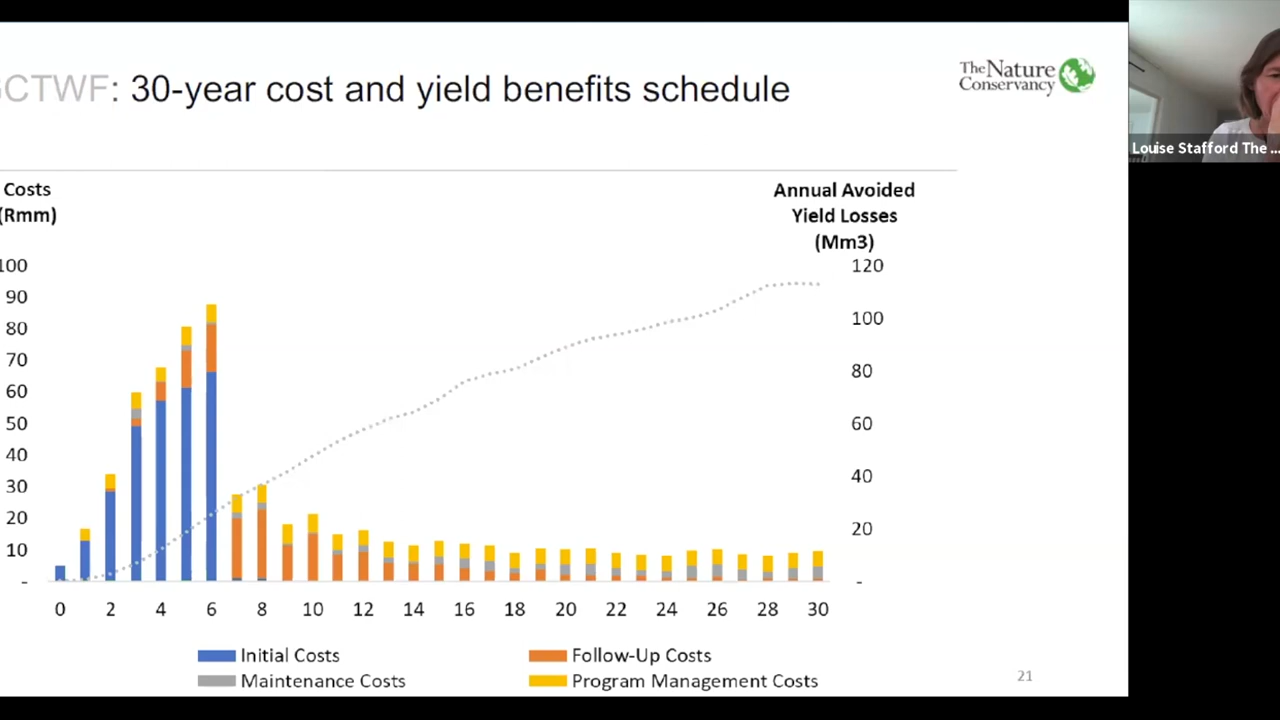 GCTWF: 30-year cost and yield benefits schedule
The Nature
Conservancy
Louise Stafford The ...
Costs
(Rmm)
Annual Avoided
Yield Losses
(Mm3)
100
90
80
70
60
50
40
30
20
10
-
120
100
80
60
40
20
-
0 2 4 6 8 10 12 14 16 18 20 22 24 26 28 30
Initial Costs
Follow-Up Costs
Maintenance Costs
Program Management Costs
21